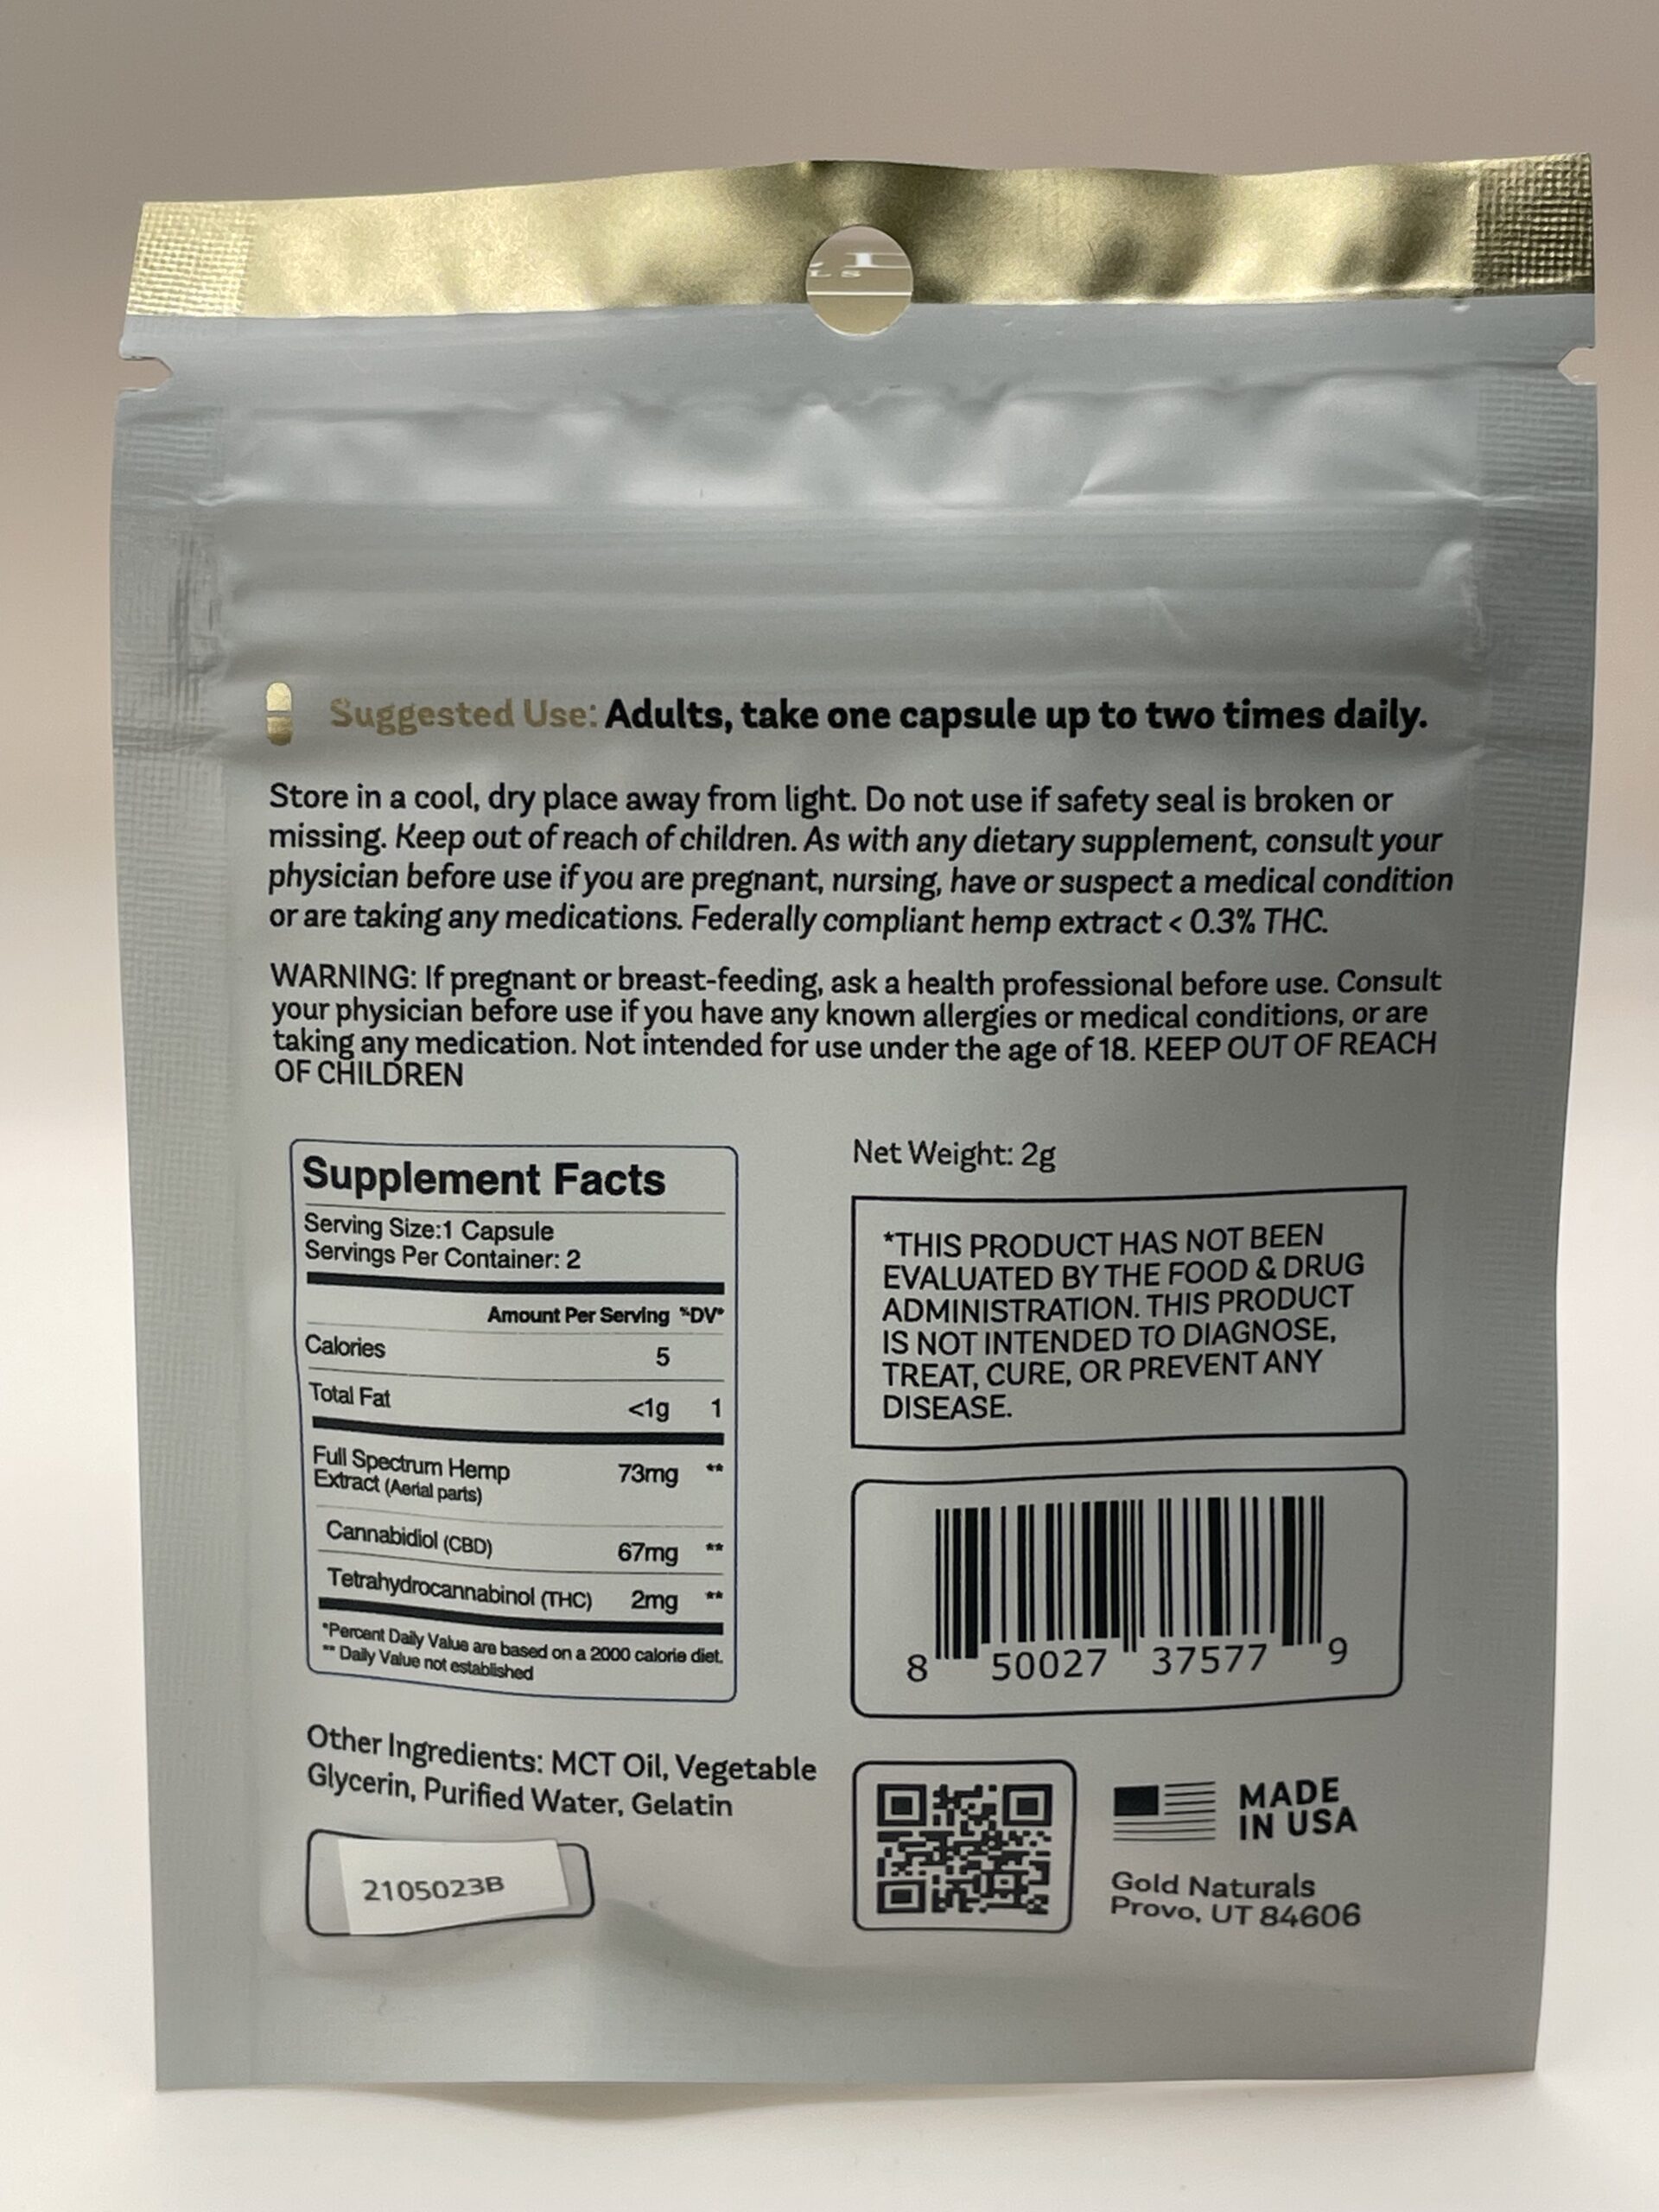 Suggested Use: Adults, take one capsule up to two times daily.
Store in a cool, dry place away from light. Do not use if safety seal is broken or
missing. Keep out of reach of children. As with any dietary supplement, consult your
physician before use if you are pregnant, nursing, have or suspect a medical condition
or are taking any medications. Federally compliant hemp extract < 0.3% THC.
WARNING: If pregnant or breast-feeding, ask a health professional before use. Consult
your physician before use if you have any known allergies or medical conditions, or are
taking any medication. Not intended for use under the age of 18. KEEP OUT OF REACH
OF CHILDREN
Supplement Facts
Serving Size:1 Capsule
Servings Per Container: 2
Amount Per Serving %DV*
Calories 5
Total Fat <1g 1
Full Spectrum Hemp 73mg **
Extract (Aerial parts)
Cannabidiol (CBD) 67mg **
Tetrahydrocannabinol (THC) 2mg **
*Percent Daily Value are based on a 2000 calorie diet.
** Daily Value not established
Other Ingredients: MCT Oil, Vegetable
Glycerin, Purified Water, Gelatin
2105023B
Net Weight: 2g
*THIS PRODUCT HAS NOT BEEN
EVALUATED BY THE FOOD & DRUG
ADMINISTRATION. THIS PRODUCT
IS NOT INTENDED TO DIAGNOSE,
TREAT, CURE, OR PREVENT ANY
DISEASE.
8 50027 37577 9
MADE
IN USA
Gold Naturals
Provo, UT 84606